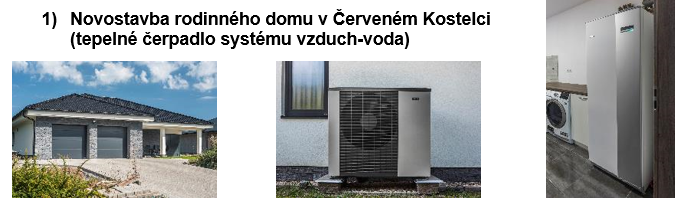 1) Novostavba rodinného domu v Červeném Kostelci
(tepelné čerpadlo systému vzduch-voda)